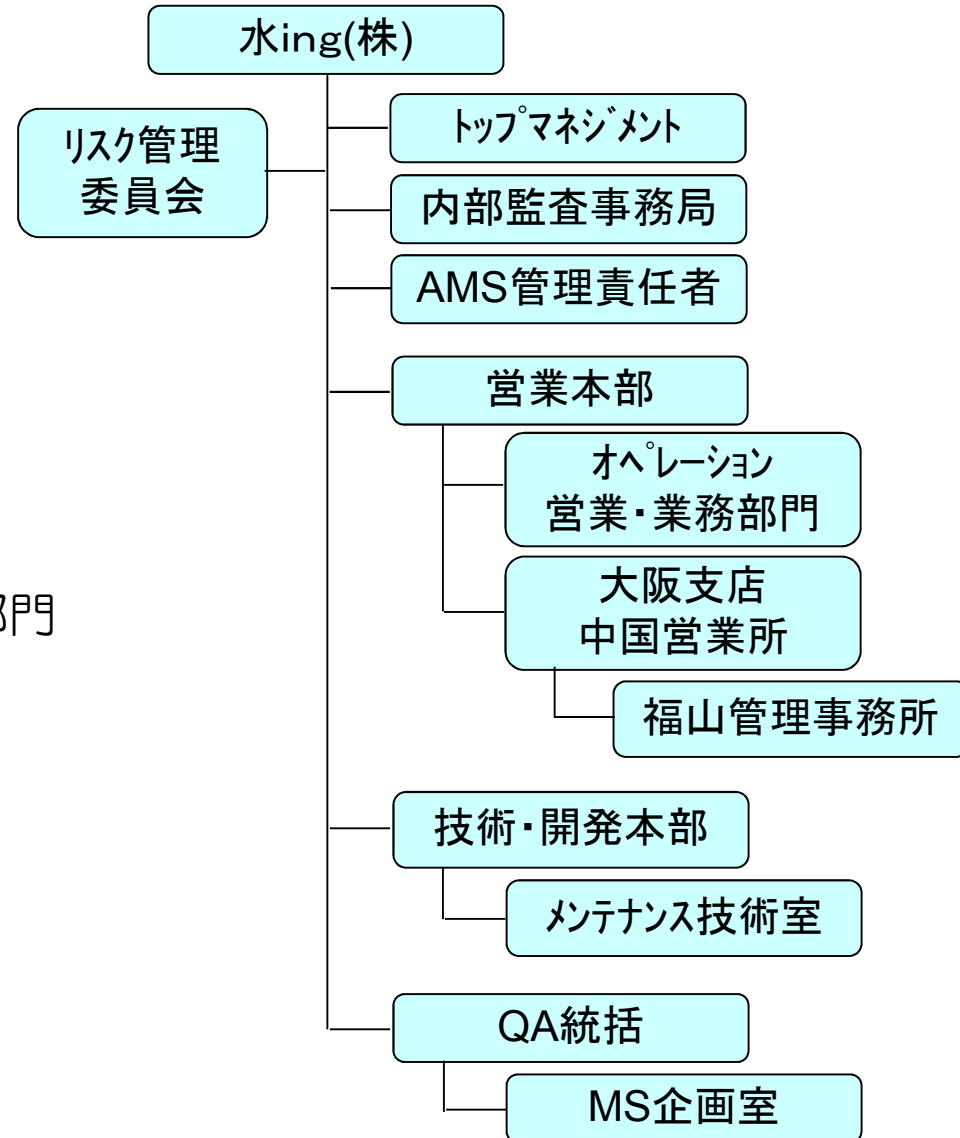 水ing(株)
リスク管理
委員会
トップマネジメント
内部監査事務局
AMS管理責任者
営業本部
オペレーション
営業・業務部門
大阪支店
中国営業所
部門
福山管理事務所
技術・開発本部
メンテナンス技術室
QA統括
MS企画室